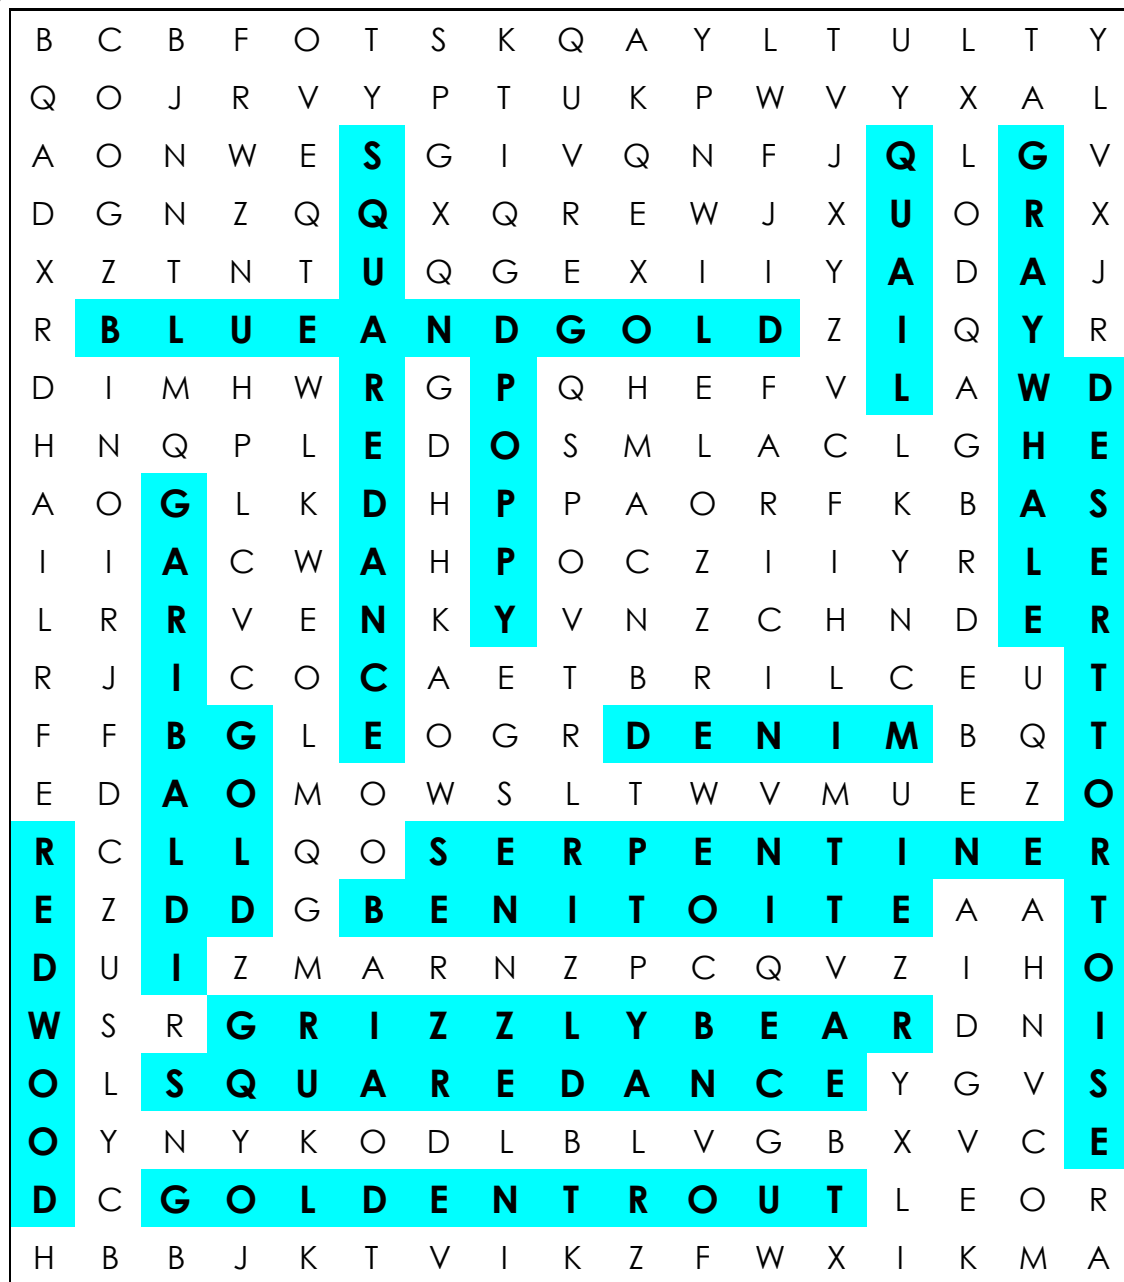 B C B F O T S K Q A Y L T U L T Y
Q O J R V Y P T U K P W V Y X A L
A O N W E S G I V Q N F J Q L G V
D G N Z Q Q X Q R E W J X U O R X
X Z T N T U Q G E X I I Y A D A J
R B L U E A N D G O L D Z I Q Y R
D I M H W R G P Q H E F V L A W D
H N Q P L E D O S M L A C L G H E
A O G L K D H P P A O R F K B A S
I I A C W A H P O C Z I I Y R L E
L R R V E N K Y V N Z C H N D E R
R J I C O C A E T B R I L C E U T
F F B G L E O G R D E N I M B Q T
E D A O M O W S L T W V M U E Z O
R C L L Q O S E R P E N T I N E R
E Z D D G B E N I T O I T E A A T
D U I Z M A R N Z P C Q V Z I H O
W S R G R I Z Z L Y B E A R D N I
O L S Q U A R E D A N C E Y G V S
O Y N Y K O D L B L V G B X V C E
D C G O L D E N T R O U T L E O R
H B B J K T V I K Z F W X I K M A